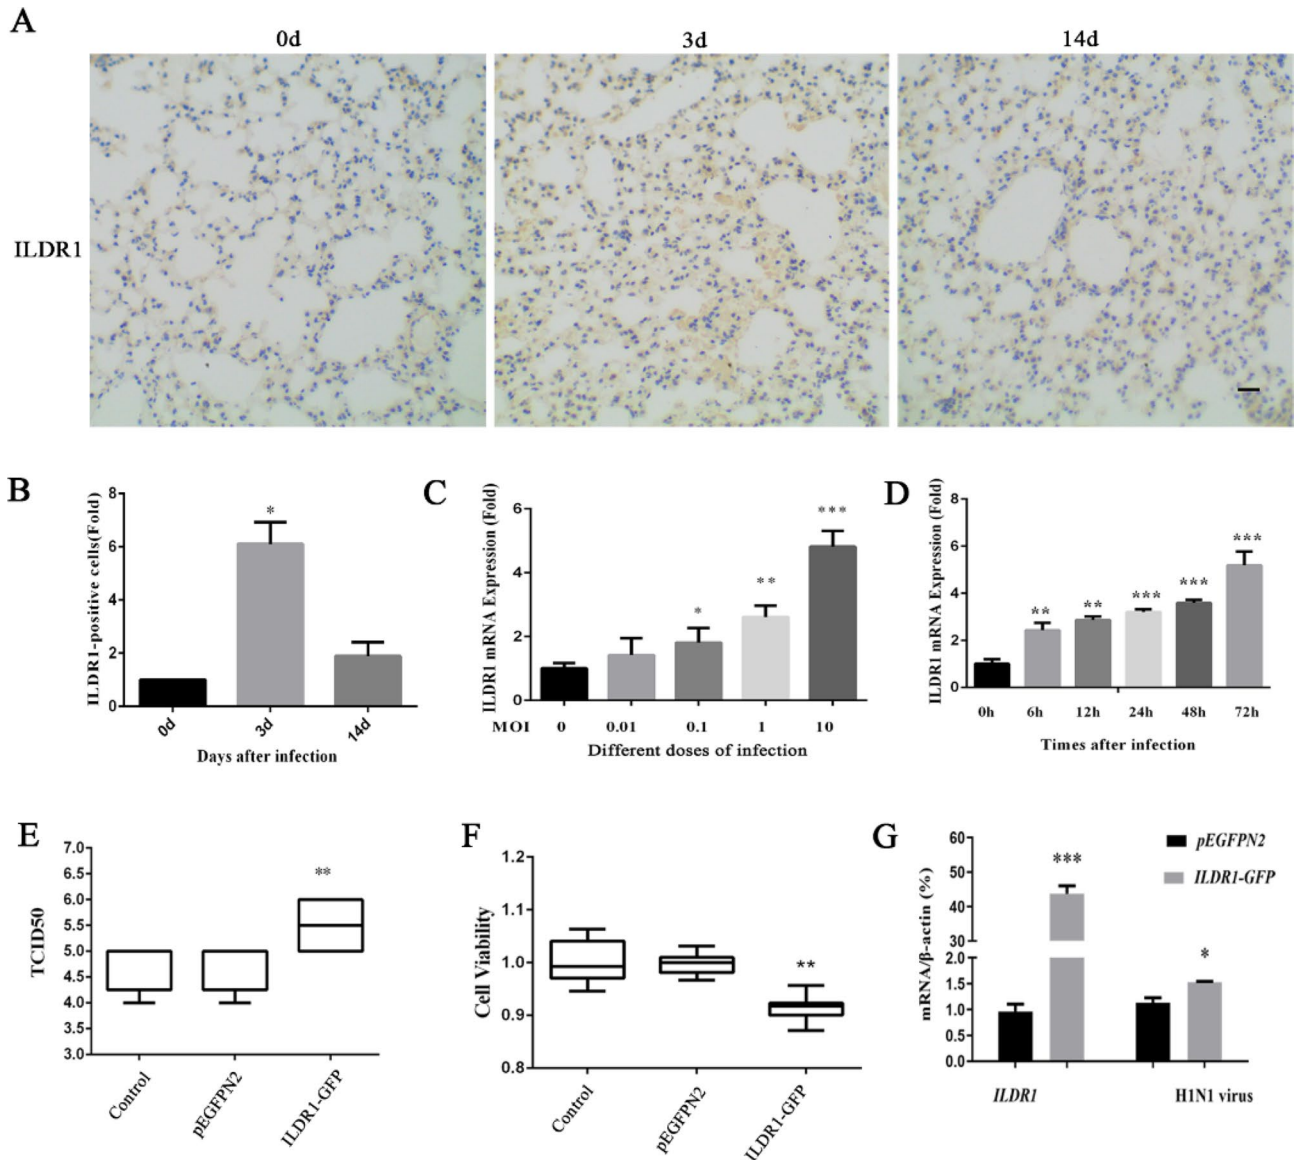 A
0d 3d 14d
ILDR1
B
ILDR1-positive cells(Fold)
8
6
4
2
0
*
0d 3d 14d
Days after infection
C
ILDR1 mRNA Expression (Fold)
6
4
2
0
* ** ***
MOI 0 0.01 0.1 1 10
Different doses of infection
D
ILDR1 mRNA Expression (Fold)
8
6
4
2
0
** ** *** *** ***
0h 6h 12h 24h 48h 72h
Times after infection
E
TCID50
7.0
6.5
6.0
5.5
5.0
4.5
4.0
3.5
3.0
**
Control pEGFPN2 ILDR1-GFP
F
Cell Viability
1.2
1.1
1.0
0.9
0.8
**
Control pEGFPN2 ILDR1-GFP
G
mRNA/β-actin (%)
60
50
40
30
2.0
1.5
1.0
0.5
0.0
*** *
pEGFPN2
ILDR1-GFP
ILDR1 H1N1 virus